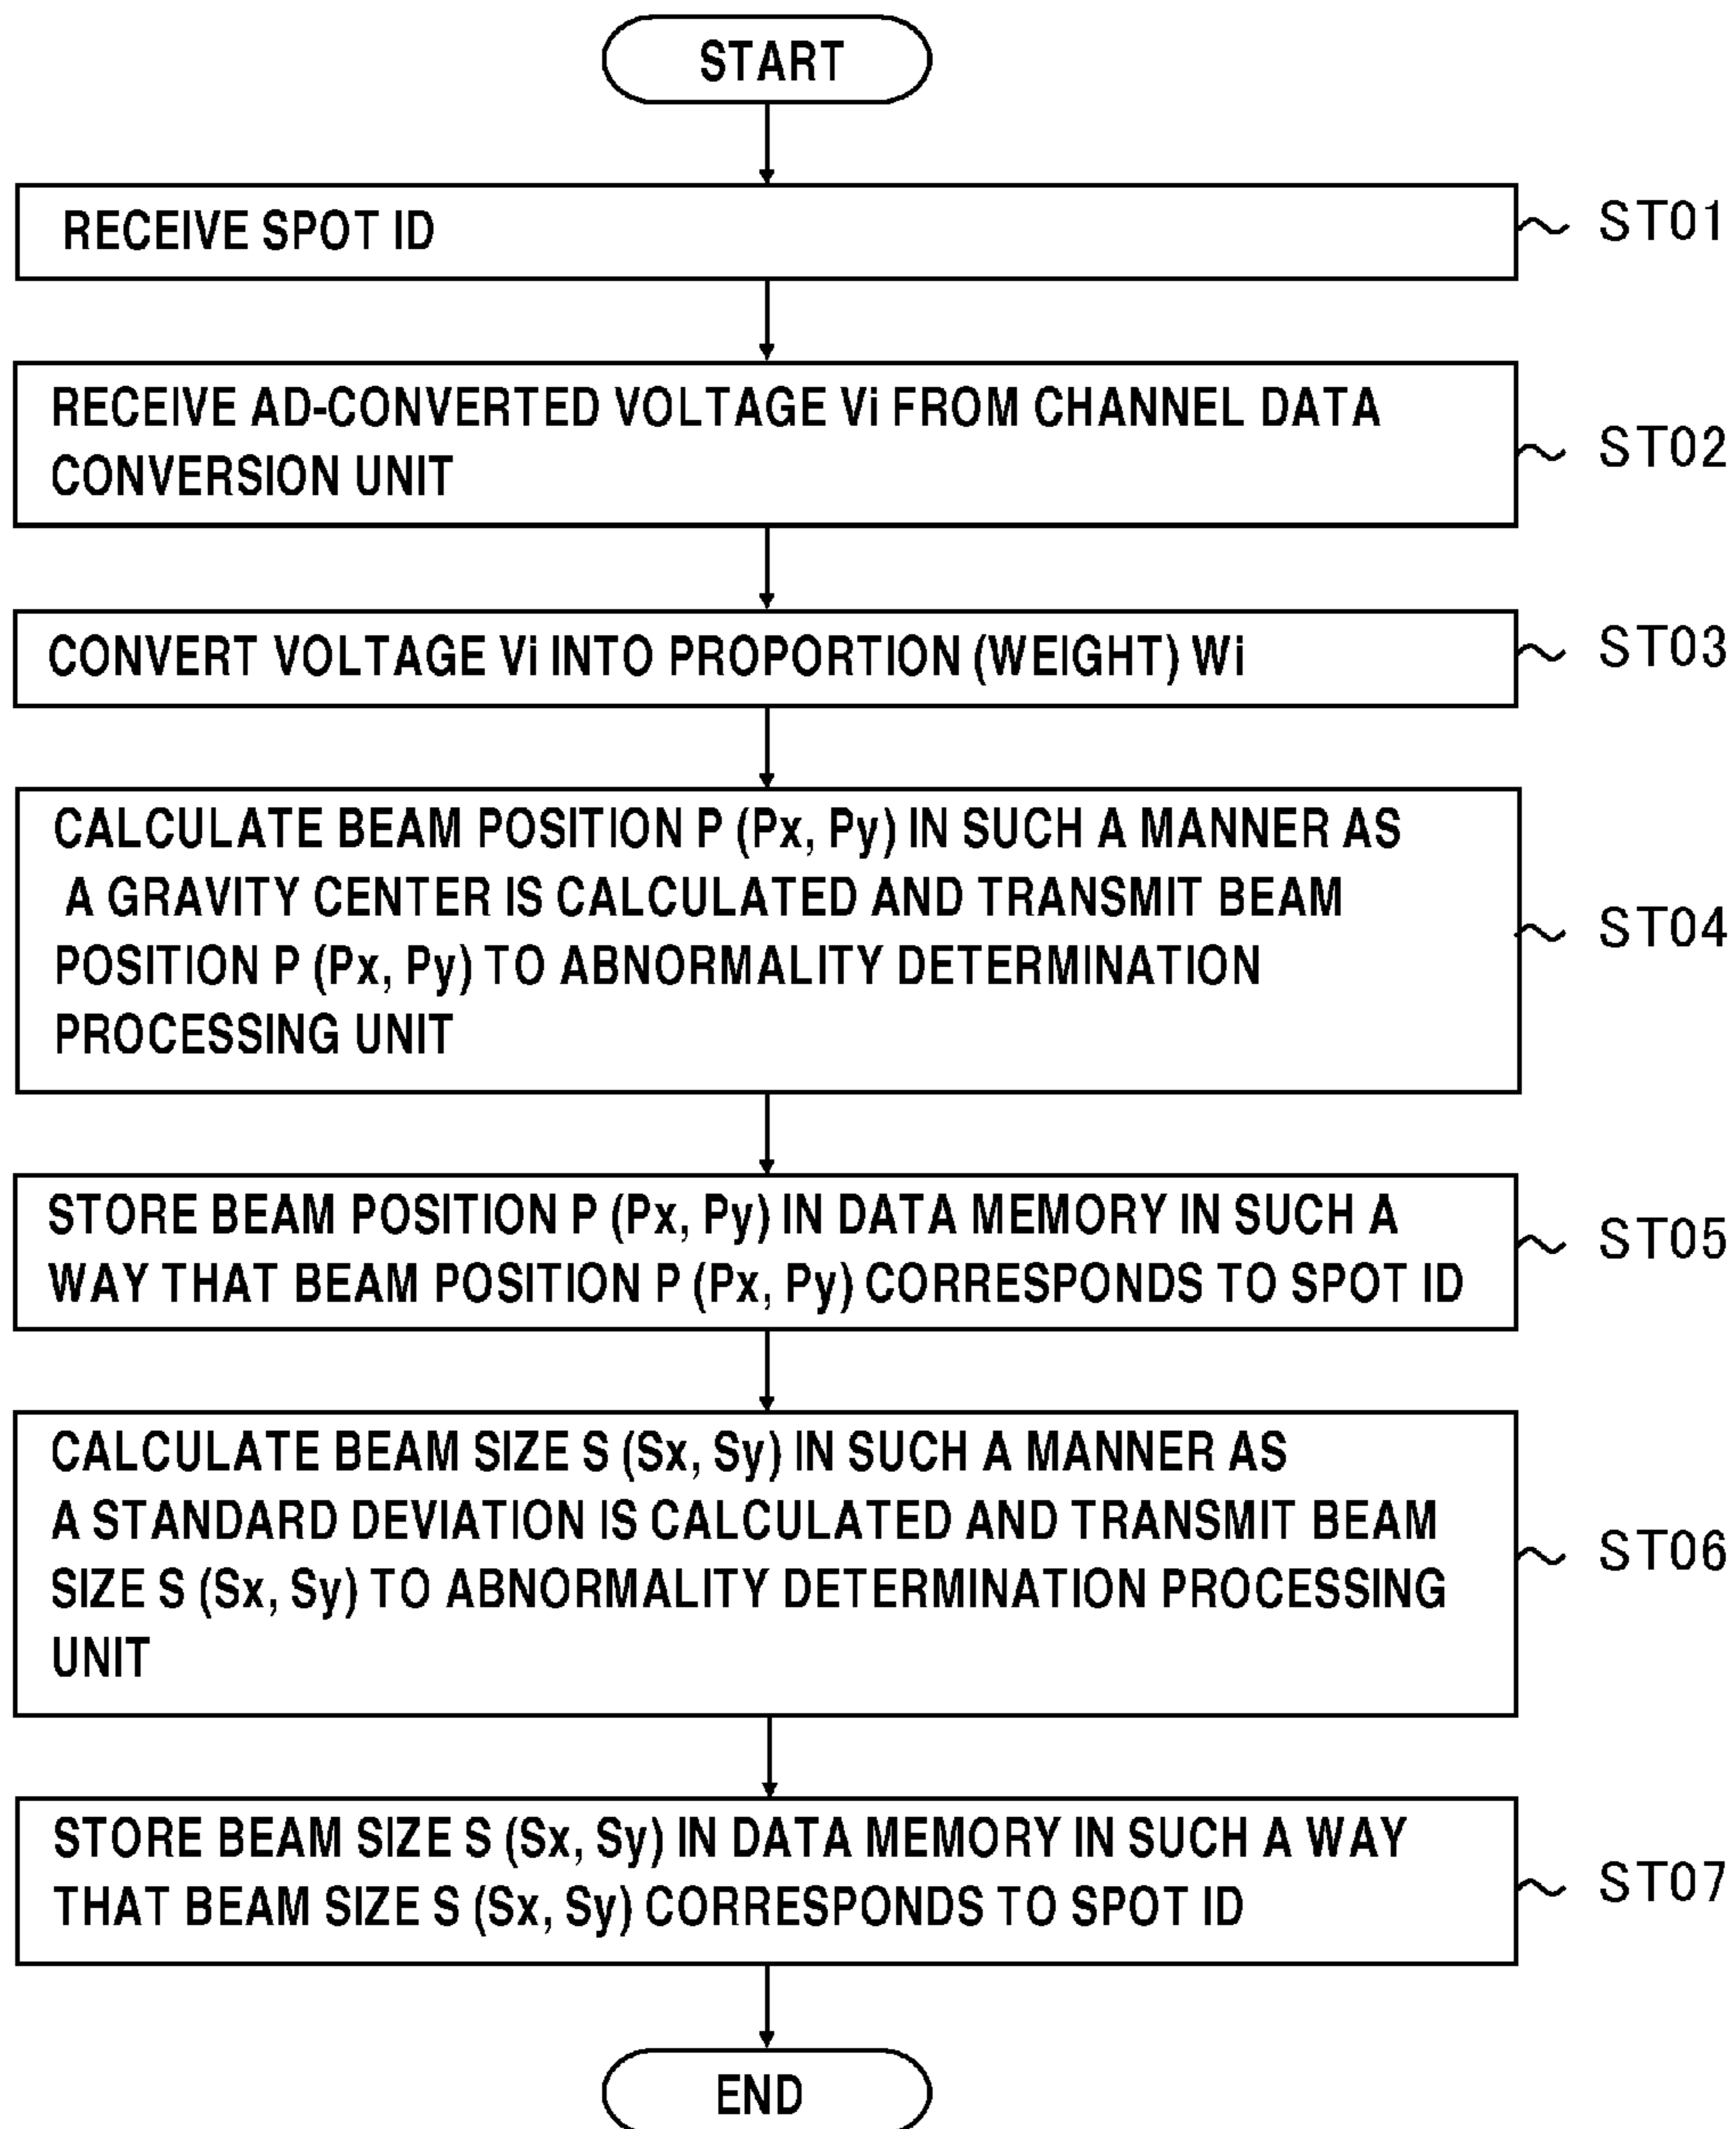 START
RECEIVE SPOT ID
ST01
RECEIVE AD-CONVERTED VOLTAGE Vi FROM CHANNEL DATA
CONVERSION UNIT
ST02
CONVERT VOLTAGE Vi INTO PROPORTION (WEIGHT) Wi
ST03
CALCULATE BEAM POSITION P (Px, Py) IN SUCH A MANNER AS
A GRAVITY CENTER IS CALCULATED AND TRANSMIT BEAM
POSITION P (Px, Py) TO ABNORMALITY DETERMINATION
PROCESSING UNIT
ST04
STORE BEAM POSITION P (Px, Py) IN DATA MEMORY IN SUCH A
WAY THAT BEAM POSITION P (Px, Py) CORRESPONDS TO SPOT ID
ST05
CALCULATE BEAM SIZE S (Sx, Sy) IN SUCH A MANNER AS
A STANDARD DEVIATION IS CALCULATED AND TRANSMIT BEAM
SIZE S (Sx, Sy) TO ABNORMALITY DETERMINATION PROCESSING
UNIT
ST06
STORE BEAM SIZE S (Sx, Sy) IN DATA MEMORY IN SUCH A WAY
THAT BEAM SIZE S (Sx, Sy) CORRESPONDS TO SPOT ID
ST07
END